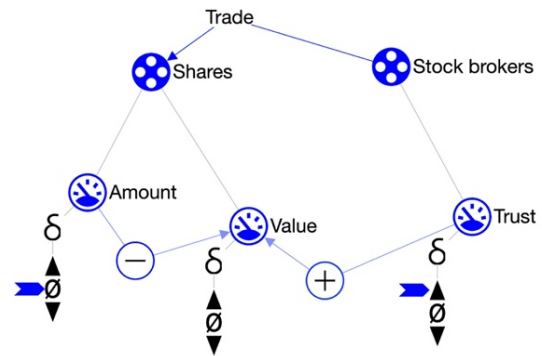 Trade
Shares
Stock brokers
Amount
Value
Trust
δ
δ
δ
−
+
Ø
Ø
Ø